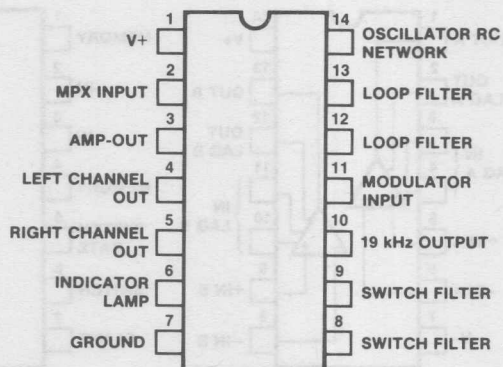 1
V+
2
MPX INPUT
3
AMP-OUT
4
LEFT CHANNEL
OUT
5
RIGHT CHANNEL
OUT
6
INDICATOR
LAMP
7
GROUND
14
OSCILLATOR RC
NETWORK
13
LOOP FILTER
12
LOOP FILTER
11
MODULATOR
INPUT
10
19 kHz OUTPUT
9
SWITCH FILTER
8
SWITCH FILTER